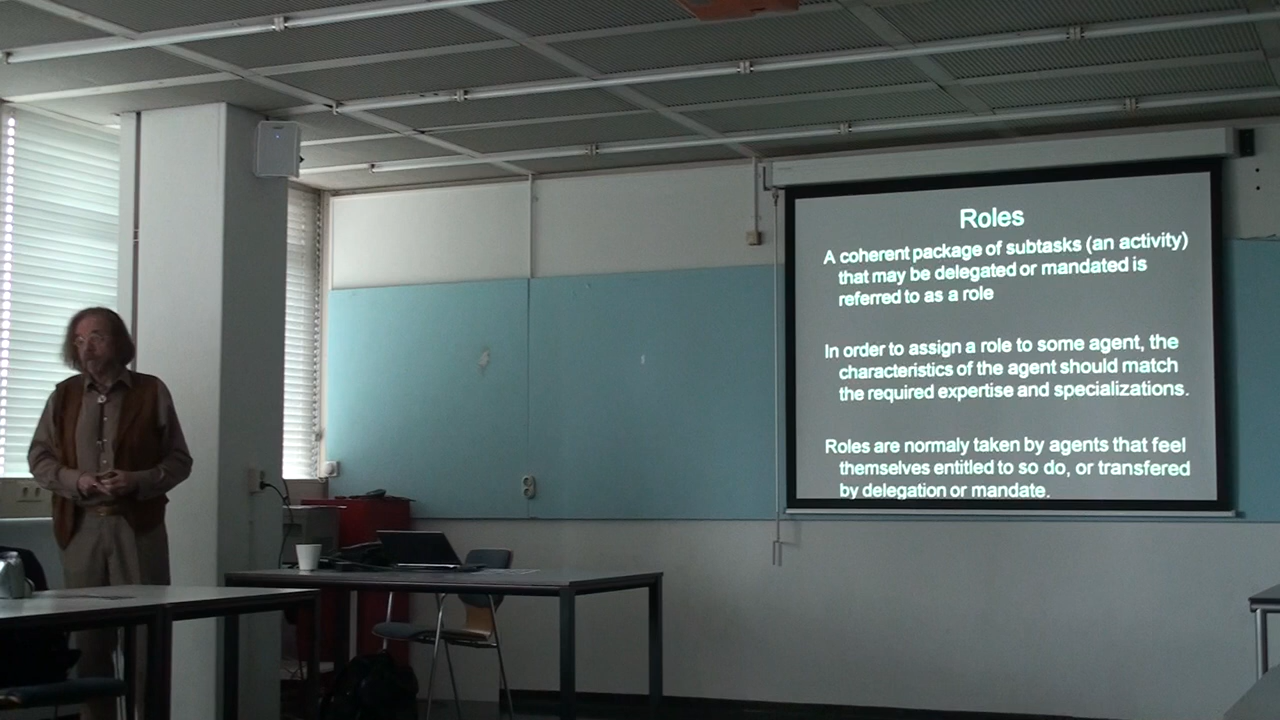 Roles
A coherent package of subtasks (an activity)
that may be delegated or mandated is
referred to as a role
In order to assign a role to some agent, the
characteristics of the agent should match
the required expertise and specializations.
Roles are normaly taken by agents that feel
themselves entitled to so do, or transfered
by delegation or mandate.